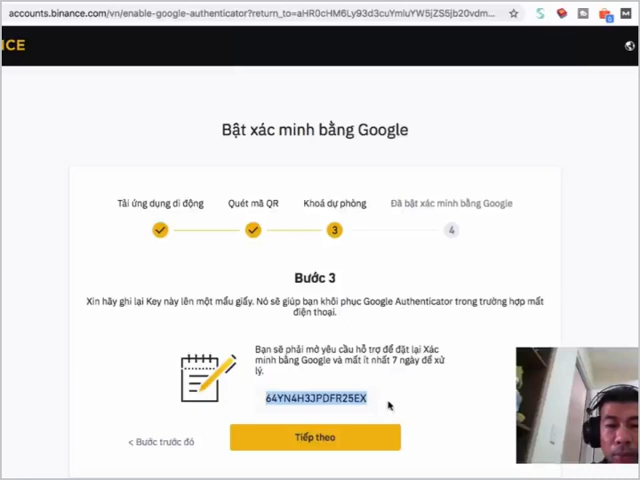 accounts.binance.com/vn/enable-google-authenticator?return_to=aHR0cHM6Ly93d3cuYmluYW5jZS5jb20vdm...
NCE
Bật xác minh bằng Google
Tải ứng dụng di động
Quét mã QR
Khoá dự phòng
Đã bật xác minh bằng Google
3
4
Bước 3
Xin hãy ghi lại Key này lên một mẩu giấy. Nó sẽ giúp bạn khôi phục Google Authenticator trong trường hợp mất
điện thoại.
Bạn sẽ phải mở yêu cầu hỗ trợ để đặt lại Xác
minh bằng Google và mất ít nhất 7 ngày để xử
lý.
64YN4H3JPDFR25EX
< Bước trước đó
Tiếp theo